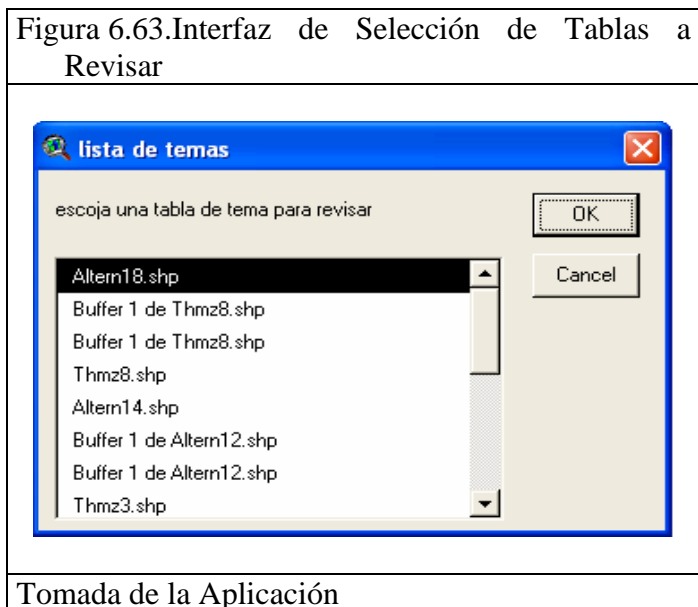 Figura 6.63.Interfaz de Selección de Tablas a
Revisar
lista de temas
escoja una tabla de tema para revisar
OK
Cancel
Altern18.shp
Buffer 1 de Thmz8.shp
Buffer 1 de Thmz8.shp
Thmz8.shp
Altern14.shp
Buffer 1 de Altern12.shp
Buffer 1 de Altern12.shp
Thmz3.shp
Tomada de la Aplicación